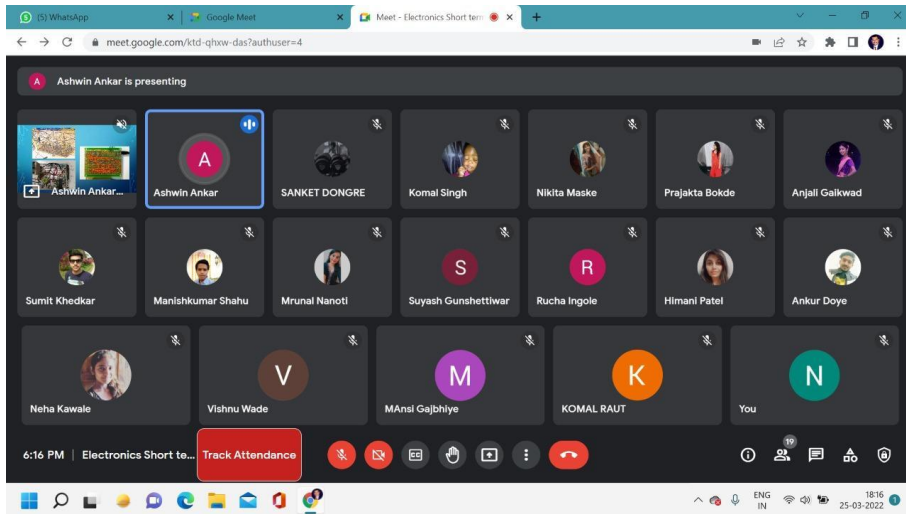 (5) WhatsApp
Google Meet
Meet - Electronics Short term
meet.google.com/ktd-qhxw-das?authuser=4
A
Ashwin Ankar is presenting
Ashwin Ankar...
A
Ashwin Ankar
SANKET DONGRE
Komal Singh
Nikita Maske
Prajakta Bokde
Anjali Gaikwad
Sumit Khedkar
Manishkumar Shahu
Mrunal Nanoti
S
Suyash Gunshettiwar
R
Rucha Ingole
Himani Patel
Ankur Doye
Neha Kawale
V
Vishnu Wade
M
MAnsi Gajbhiye
K
KOMAL RAUT
N
You
6:16 PM | Electronics Short te...
Track Attendance
CC
19
ENG
IN
18:16
25-03-2022
1